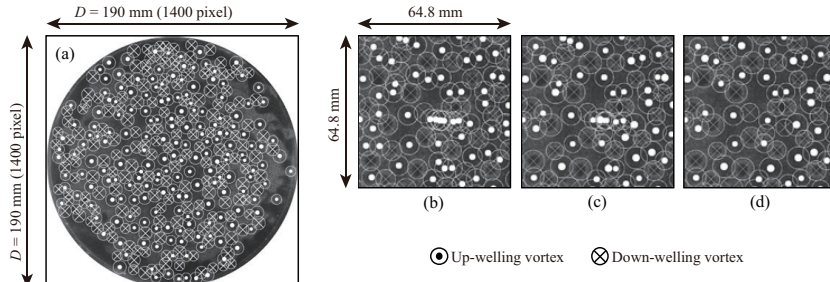 D = 190 mm (1400 pixel)
64.8 mm
(a)
D = 190 mm (1400 pixel)
64.8 mm
(b)
(c)
(d)
Up-welling vortex
Down-welling vortex